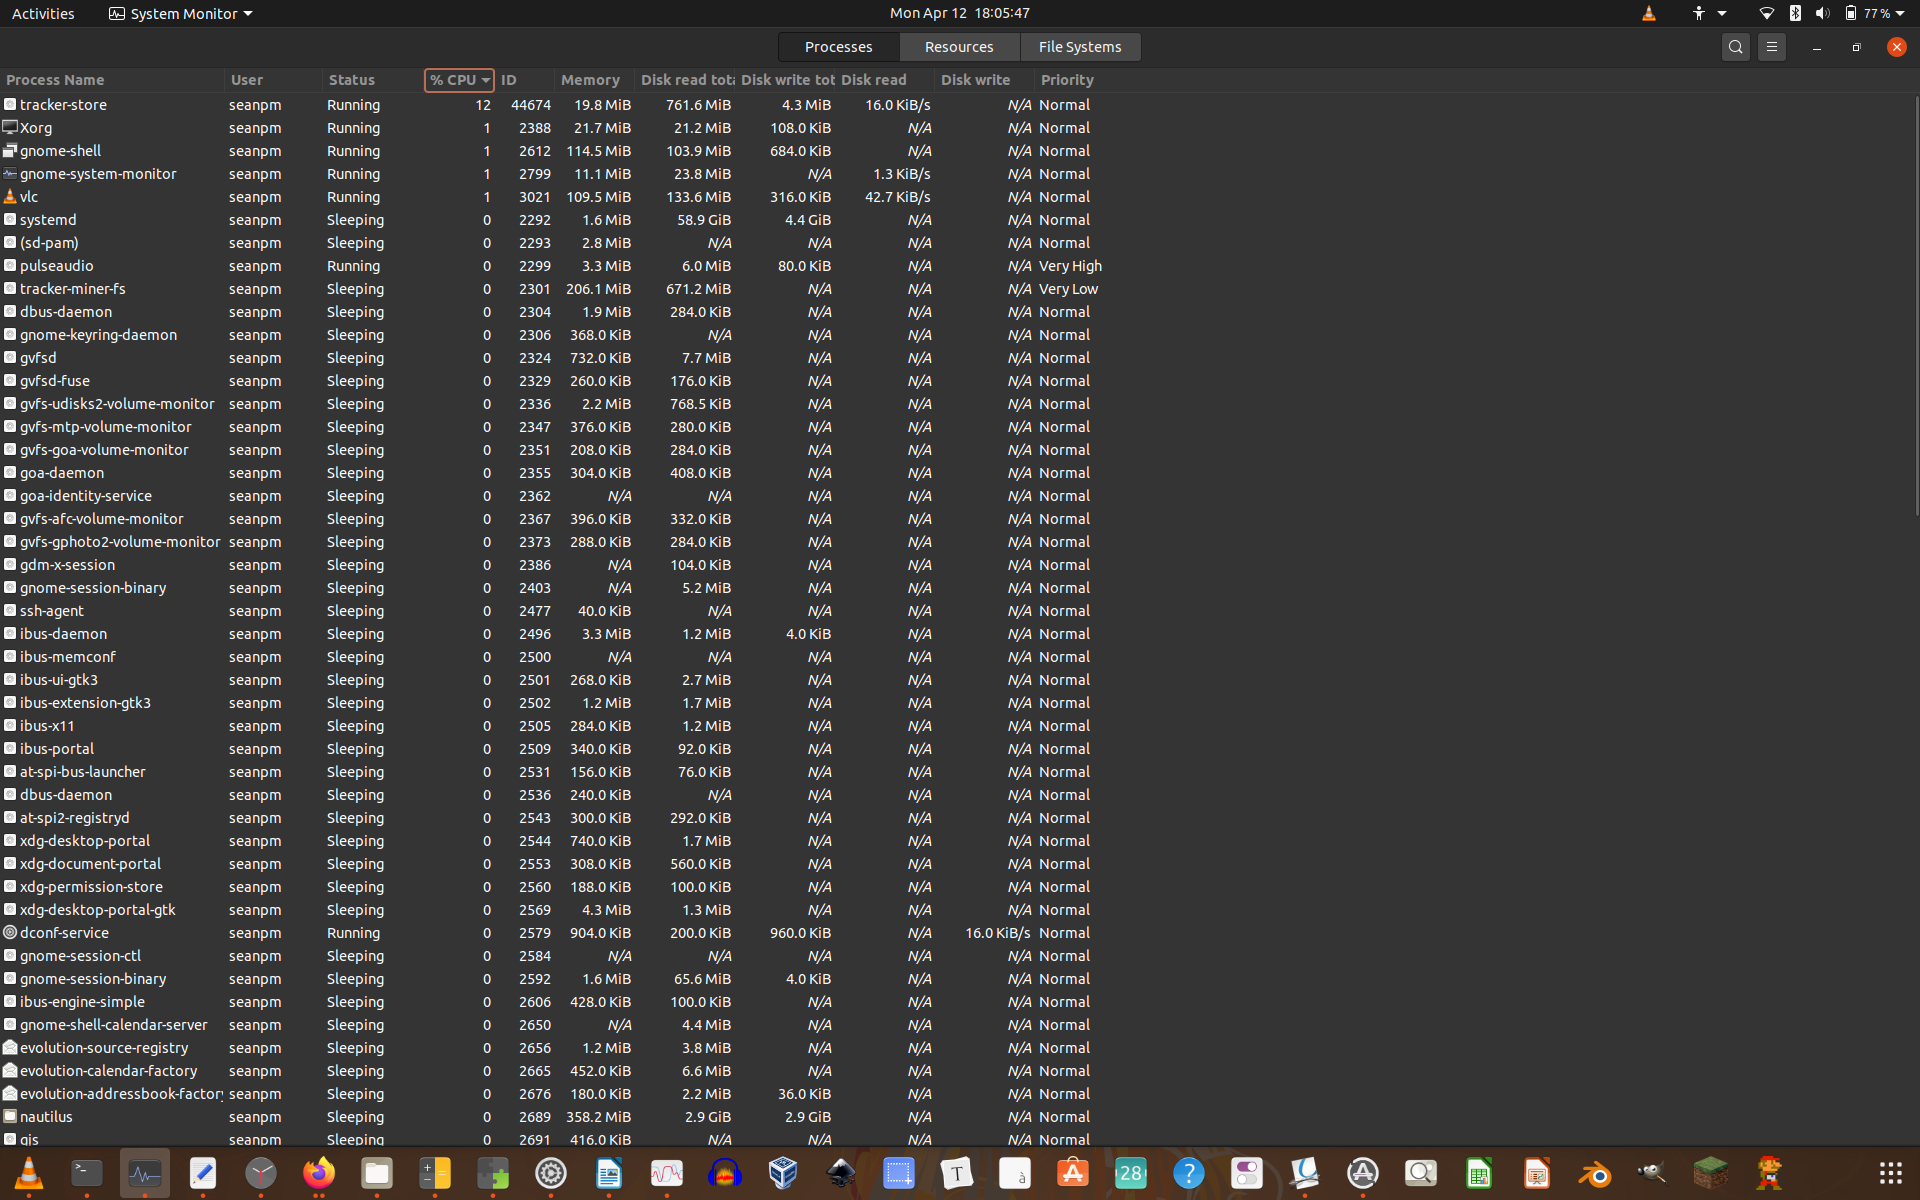 Activities System Monitor Mon Apr 12 18:05:47 77 %
Processes Resources File Systems
Process Name User Status % CPU ID Memory Disk read tota Disk write tot Disk read Disk write Priority
tracker-store seanpm Running 12 44674 19.8 MiB 761.6 MiB 4.3 MiB 16.0 KiB/s N/A Normal
Xorg seanpm Running 1 2388 21.7 MiB 21.2 MiB 108.0 KiB N/A N/A Normal
gnome-shell seanpm Running 1 2612 114.5 MiB 103.9 MiB 684.0 KiB N/A N/A Normal
gnome-system-monitor seanpm Running 1 2799 11.1 MiB 23.8 MiB N/A 1.3 KiB/s N/A Normal
vlc seanpm Running 1 3021 109.5 MiB 133.6 MiB 316.0 KiB 42.7 KiB/s N/A Normal
systemd seanpm Sleeping 0 2292 1.6 MiB 58.9 GiB 4.4 GiB N/A N/A Normal
(sd-pam) seanpm Sleeping 0 2293 2.8 MiB N/A N/A N/A N/A Normal
pulseaudio seanpm Running 0 2299 3.3 MiB 6.0 MiB 80.0 KiB N/A N/A Very High
tracker-miner-fs seanpm Sleeping 0 2301 206.1 MiB 671.2 MiB N/A N/A N/A Very Low
dbus-daemon seanpm Sleeping 0 2304 1.9 MiB 284.0 KiB N/A N/A N/A Normal
gnome-keyring-daemon seanpm Sleeping 0 2306 368.0 KiB N/A N/A N/A N/A Normal
gvfsd seanpm Sleeping 0 2324 732.0 KiB 7.7 MiB N/A N/A N/A Normal
gvfsd-fuse seanpm Sleeping 0 2329 260.0 KiB 176.0 KiB N/A N/A N/A Normal
gvfs-udisks2-volume-monitor seanpm Sleeping 0 2336 2.2 MiB 768.5 KiB N/A N/A N/A Normal
gvfs-mtp-volume-monitor seanpm Sleeping 0 2347 376.0 KiB 280.0 KiB N/A N/A N/A Normal
gvfs-goa-volume-monitor seanpm Sleeping 0 2351 208.0 KiB 284.0 KiB N/A N/A N/A Normal
goa-daemon seanpm Sleeping 0 2355 304.0 KiB 408.0 KiB N/A N/A N/A Normal
goa-identity-service seanpm Sleeping 0 2362 N/A N/A N/A N/A N/A Normal
gvfs-afc-volume-monitor seanpm Sleeping 0 2367 396.0 KiB 332.0 KiB N/A N/A N/A Normal
gvfs-gphoto2-volume-monitor seanpm Sleeping 0 2373 288.0 KiB 284.0 KiB N/A N/A N/A Normal
gdm-x-session seanpm Sleeping 0 2386 N/A 104.0 KiB N/A N/A N/A Normal
gnome-session-binary seanpm Sleeping 0 2403 N/A 5.2 MiB N/A N/A N/A Normal
ssh-agent seanpm Sleeping 0 2477 40.0 KiB N/A N/A N/A N/A Normal
ibus-daemon seanpm Sleeping 0 2496 3.3 MiB 1.2 MiB 4.0 KiB N/A N/A Normal
ibus-memconf seanpm Sleeping 0 2500 N/A N/A N/A N/A N/A Normal
ibus-ui-gtk3 seanpm Sleeping 0 2501 268.0 KiB 2.7 MiB N/A N/A N/A Normal
ibus-extension-gtk3 seanpm Sleeping 0 2502 1.2 MiB 1.7 MiB N/A N/A N/A Normal
ibus-x11 seanpm Sleeping 0 2505 284.0 KiB 1.2 MiB N/A N/A N/A Normal
ibus-portal seanpm Sleeping 0 2509 340.0 KiB 92.0 KiB N/A N/A N/A Normal
at-spi-bus-launcher seanpm Sleeping 0 2531 156.0 KiB 76.0 KiB N/A N/A N/A Normal
dbus-daemon seanpm Sleeping 0 2536 240.0 KiB N/A N/A N/A N/A Normal
at-spi2-registryd seanpm Sleeping 0 2543 300.0 KiB 292.0 KiB N/A N/A N/A Normal
xdg-desktop-portal seanpm Sleeping 0 2544 740.0 KiB 1.7 MiB N/A N/A N/A Normal
xdg-document-portal seanpm Sleeping 0 2553 308.0 KiB 560.0 KiB N/A N/A N/A Normal
xdg-permission-store seanpm Sleeping 0 2560 188.0 KiB 100.0 KiB N/A N/A N/A Normal
xdg-desktop-portal-gtk seanpm Sleeping 0 2569 4.3 MiB 1.3 MiB N/A N/A N/A Normal
dconf-service seanpm Running 0 2579 904.0 KiB 200.0 KiB 960.0 KiB N/A 16.0 KiB/s Normal
gnome-session-ctl seanpm Sleeping 0 2584 N/A N/A N/A N/A N/A Normal
gnome-session-binary seanpm Sleeping 0 2592 1.6 MiB 65.6 MiB 4.0 KiB N/A N/A Normal
ibus-engine-simple seanpm Sleeping 0 2606 428.0 KiB 100.0 KiB N/A N/A N/A Normal
gnome-shell-calendar-server seanpm Sleeping 0 2650 N/A 4.4 MiB N/A N/A N/A Normal
evolution-source-registry seanpm Sleeping 0 2656 1.2 MiB 3.8 MiB N/A N/A N/A Normal
evolution-calendar-factory seanpm Sleeping 0 2665 452.0 KiB 6.6 MiB N/A N/A N/A Normal
evolution-addressbook-factory seanpm Sleeping 0 2676 180.0 KiB 2.2 MiB 36.0 KiB N/A N/A Normal
nautilus seanpm Sleeping 0 2689 358.2 MiB 2.9 GiB 2.9 GiB N/A N/A Normal
gjs seanpm Sleeping 0 2691 416.0 KiB N/A N/A N/A N/A Normal
T à A 28 ?